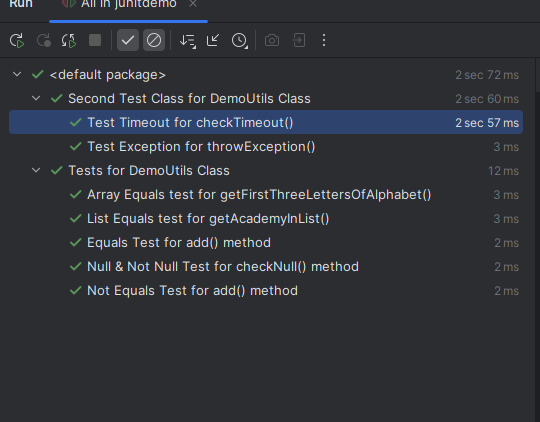 Run All in junitdemo
<default package> 2 sec 72 ms
Second Test Class for DemoUtils Class 2 sec 60 ms
Test Timeout for checkTimeout() 2 sec 57 ms
Test Exception for throwException() 3 ms
Tests for DemoUtils Class 12 ms
Array Equals test for getFirstThreeLettersOfAlphabet() 3 ms
List Equals test for getAcademyInList() 3 ms
Equals Test for add() method 2 ms
Null & Not Null Test for checkNull() method 2 ms
Not Equals Test for add() method 2 ms